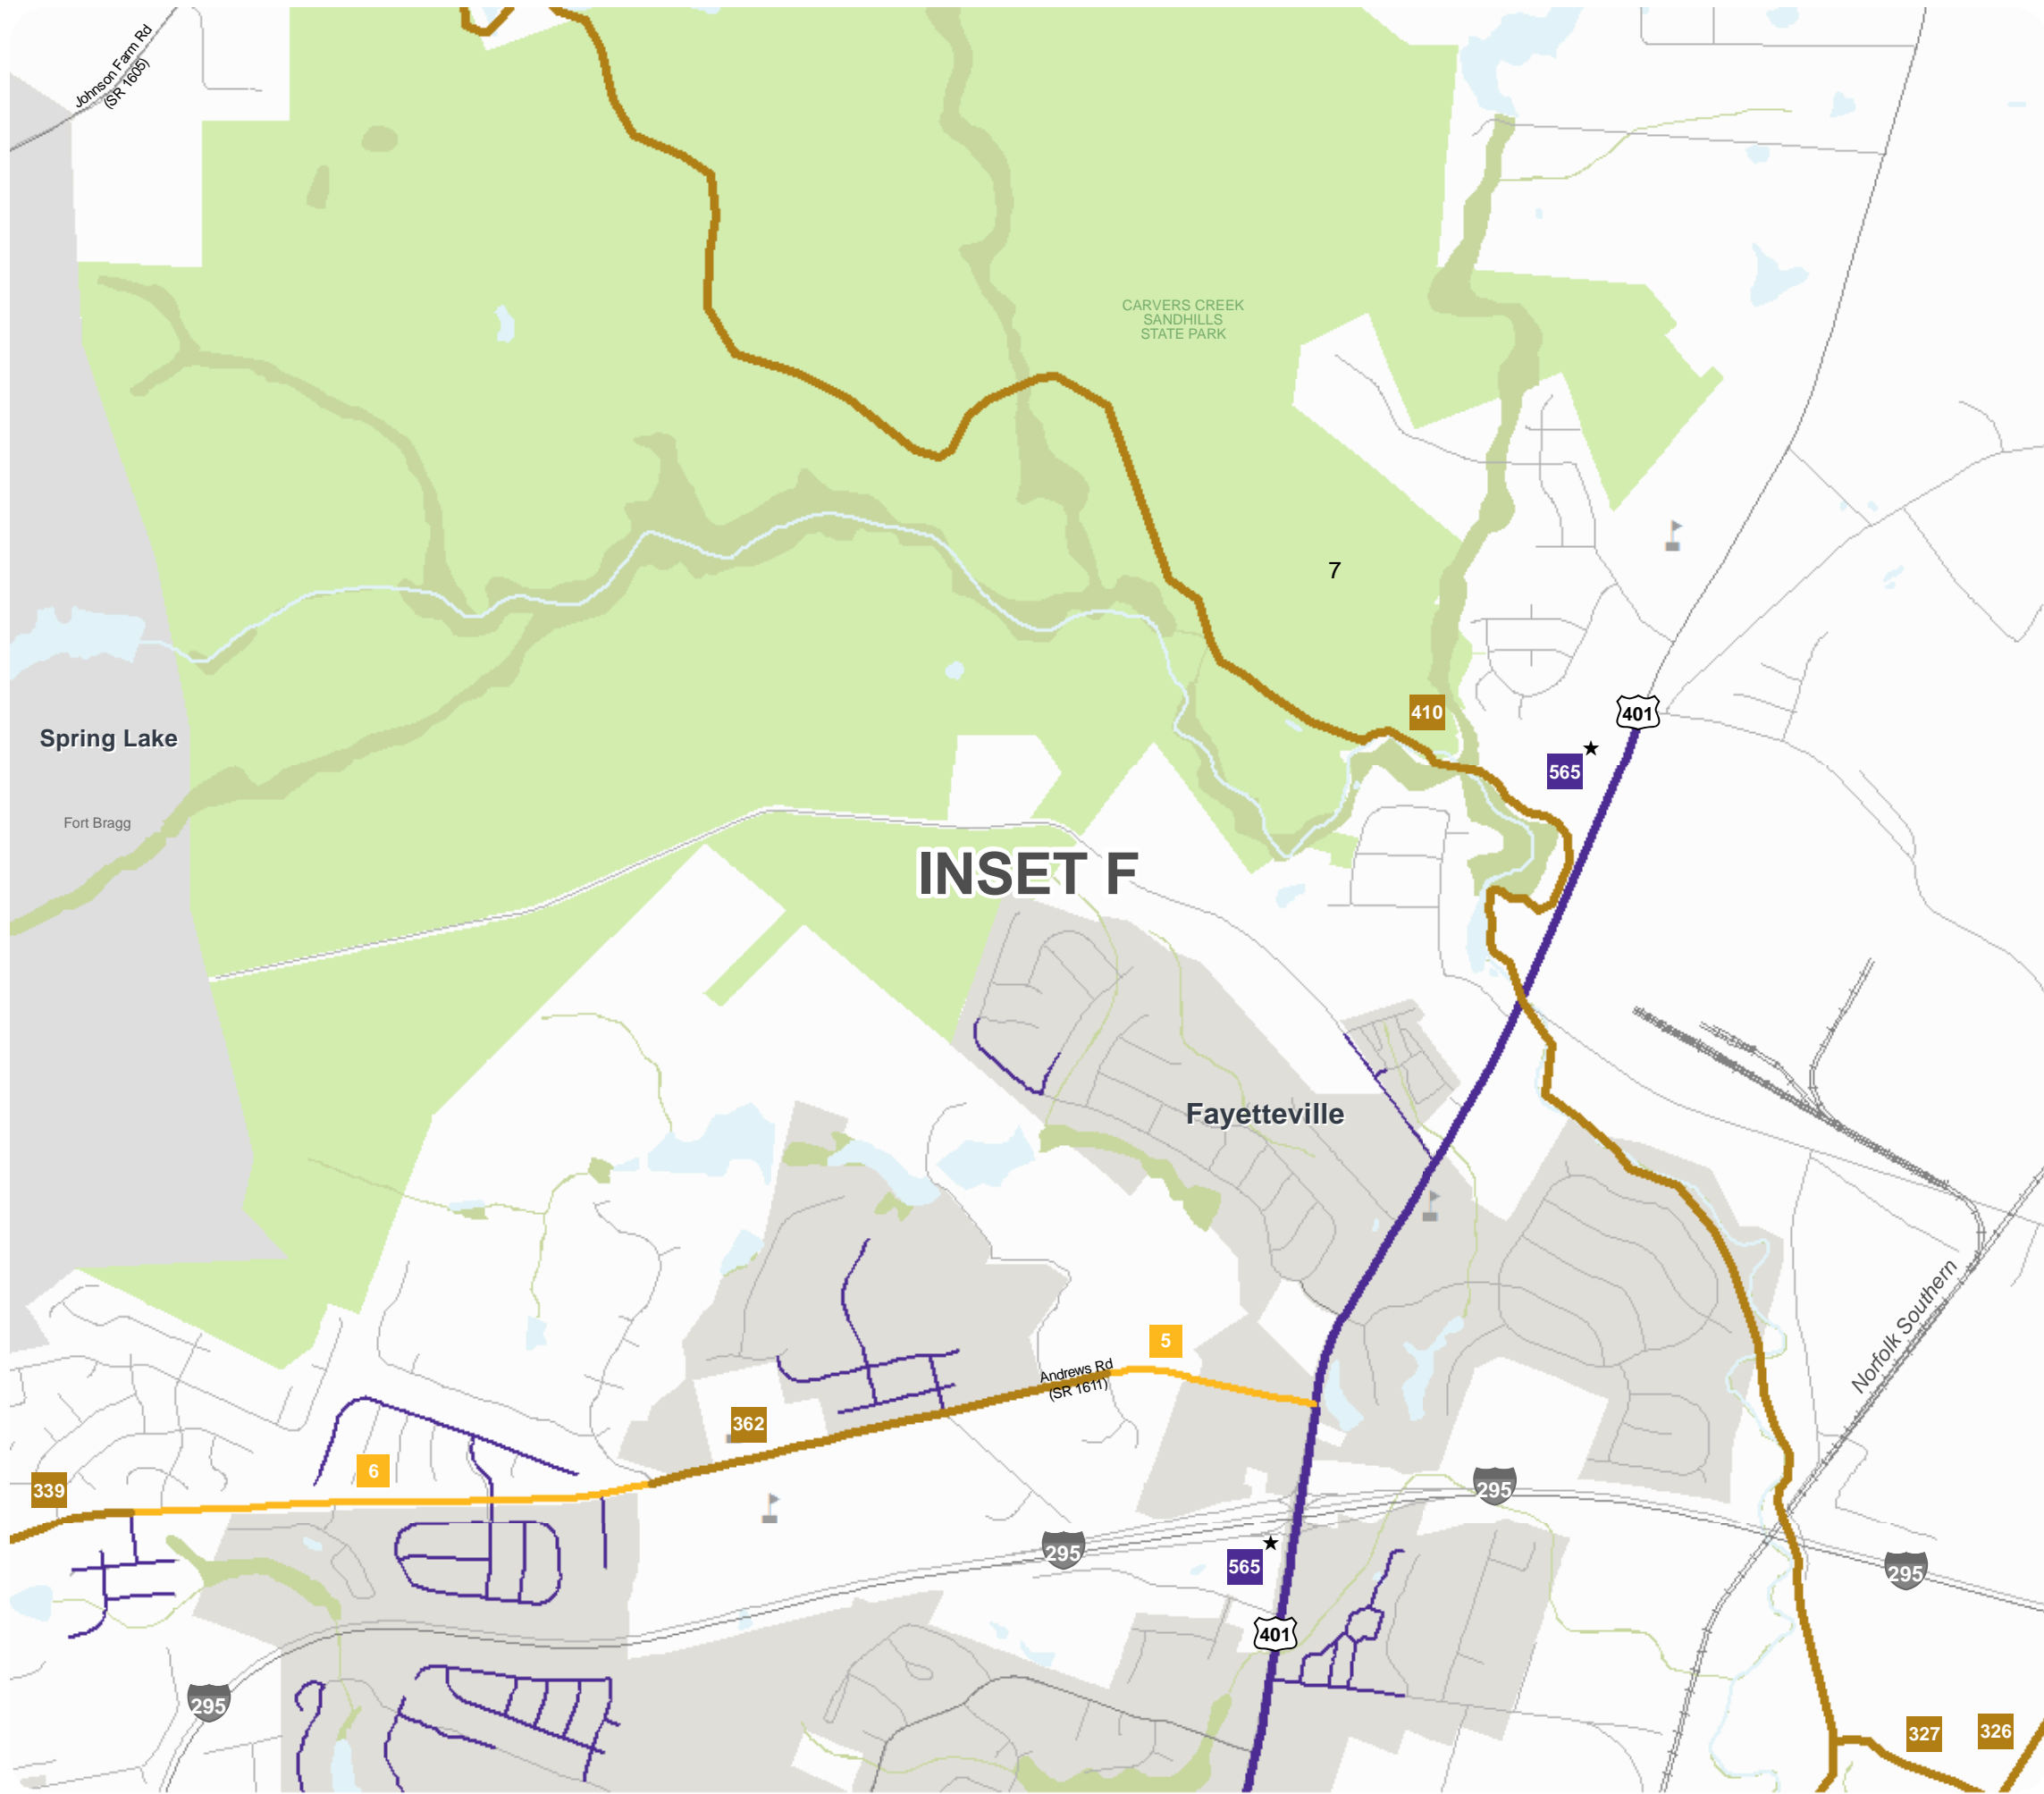 Johnson Farm Rd
(SR 1605)
CARVERS CREEK
SANDHILLS
STATE PARK
7
410
401
Spring Lake
565
Fort Bragg
INSET F
Fayetteville
Norfolk Southern
5
Andrews Rd
(SR 1611)
362
6
339
295
295
565
295
401
295
327
326